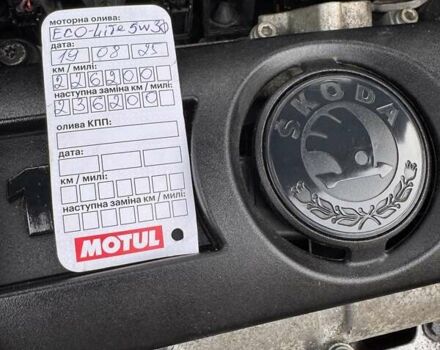 моторна олива:
ECO-Lite 5w30
дата:
19 08 25
км / милі:
226200
наступна заміна км / милі:
236200
олива КПП:
дата:
км / милі:
наступна заміна км / милі:
MOTUL
1
ŠKODA